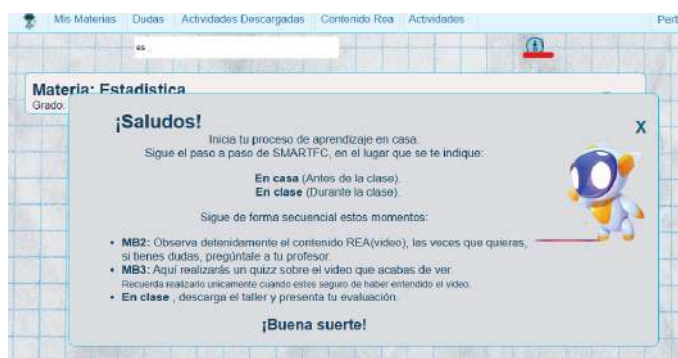 Mis Materias Dudas Actividades Descargadas Contenido Rea Actividades
es
Materia: Estadistica
Grado:
¡Saludos!
X
Inicia tu proceso de aprendizaje en casa.
Sigue el paso a paso de SMARTFC, en el lugar que se te indique:
En casa (Antes de la clase).
En clase (Durante la clase).
Sigue de forma secuencial estos momentos:
• MB2: Observa detenidamente el contenido REA(video), las veces que quieras,
si tienes dudas, pregúntale a tu profesor.
• MB3: Aquí realizarás un quizz sobre el video que acabas de ver.
Recuerda realizarlo unicamente cuando estes seguro de haber entendido el video.
• En clase , descarga el taller y presenta tu evaluación.
¡Buena suerte!